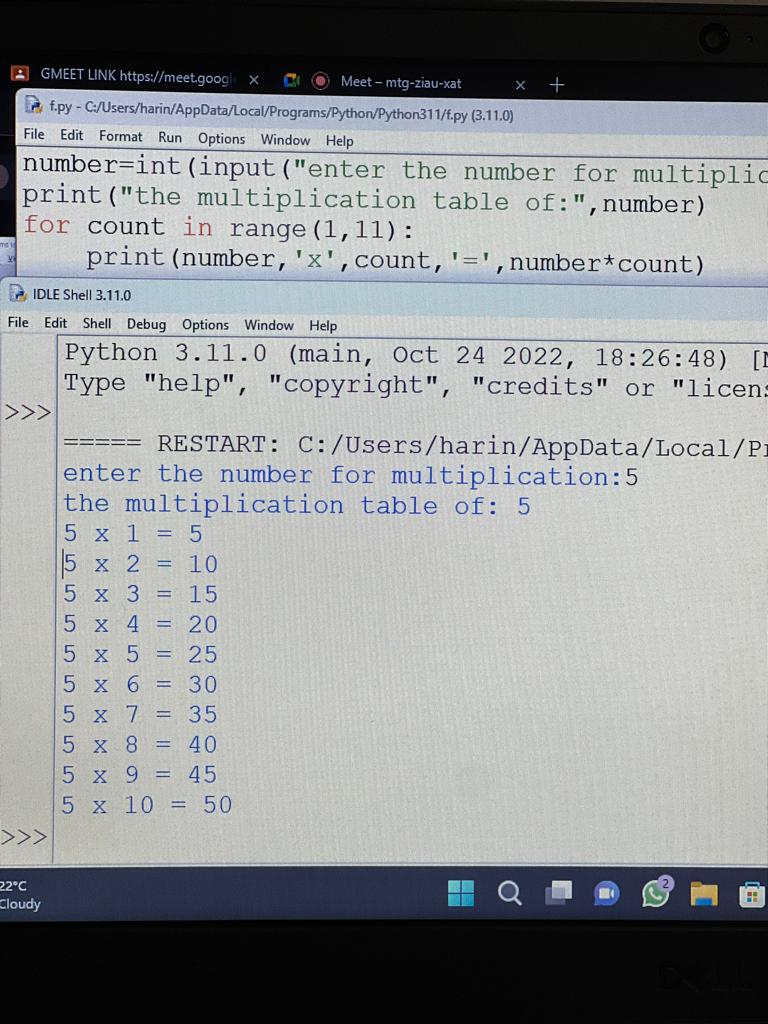 GMEET LINK https://meet.googl
Meet – mtg-ziau-xat
f.py - C:/Users/harin/AppData/Local/Programs/Python/Python311/f.py (3.11.0)
File Edit Format Run Options Window Help
number=int(input("enter the number for multiplic
print("the multiplication table of:",number)
for count in range(1,11):
    print(number,'x',count,'=',number*count)
IDLE Shell 3.11.0
File Edit Shell Debug Options Window Help
Python 3.11.0 (main, Oct 24 2022, 18:26:48) [
Type "help", "copyright", "credits" or "licens
>>>
===== RESTART: C:/Users/harin/AppData/Local/P
enter the number for multiplication:5
the multiplication table of: 5
5 x 1 = 5
5 x 2 = 10
5 x 3 = 15
5 x 4 = 20
5 x 5 = 25
5 x 6 = 30
5 x 7 = 35
5 x 8 = 40
5 x 9 = 45
5 x 10 = 50
>>>
22°C
Cloudy
2
DELL